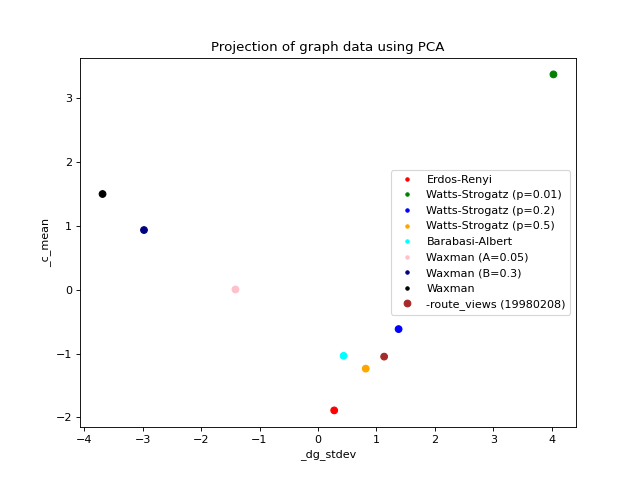 Projection of graph data using PCA
3
2
1
0
−1
−2
_c_mean
Erdos-Renyi
Watts-Strogatz (p=0.01)
Watts-Strogatz (p=0.2)
Watts-Strogatz (p=0.5)
Barabasi-Albert
Waxman (A=0.05)
Waxman (B=0.3)
Waxman
-route_views (19980208)
−4 −3 −2 −1 0 1 2 3 4
_dg_stdev